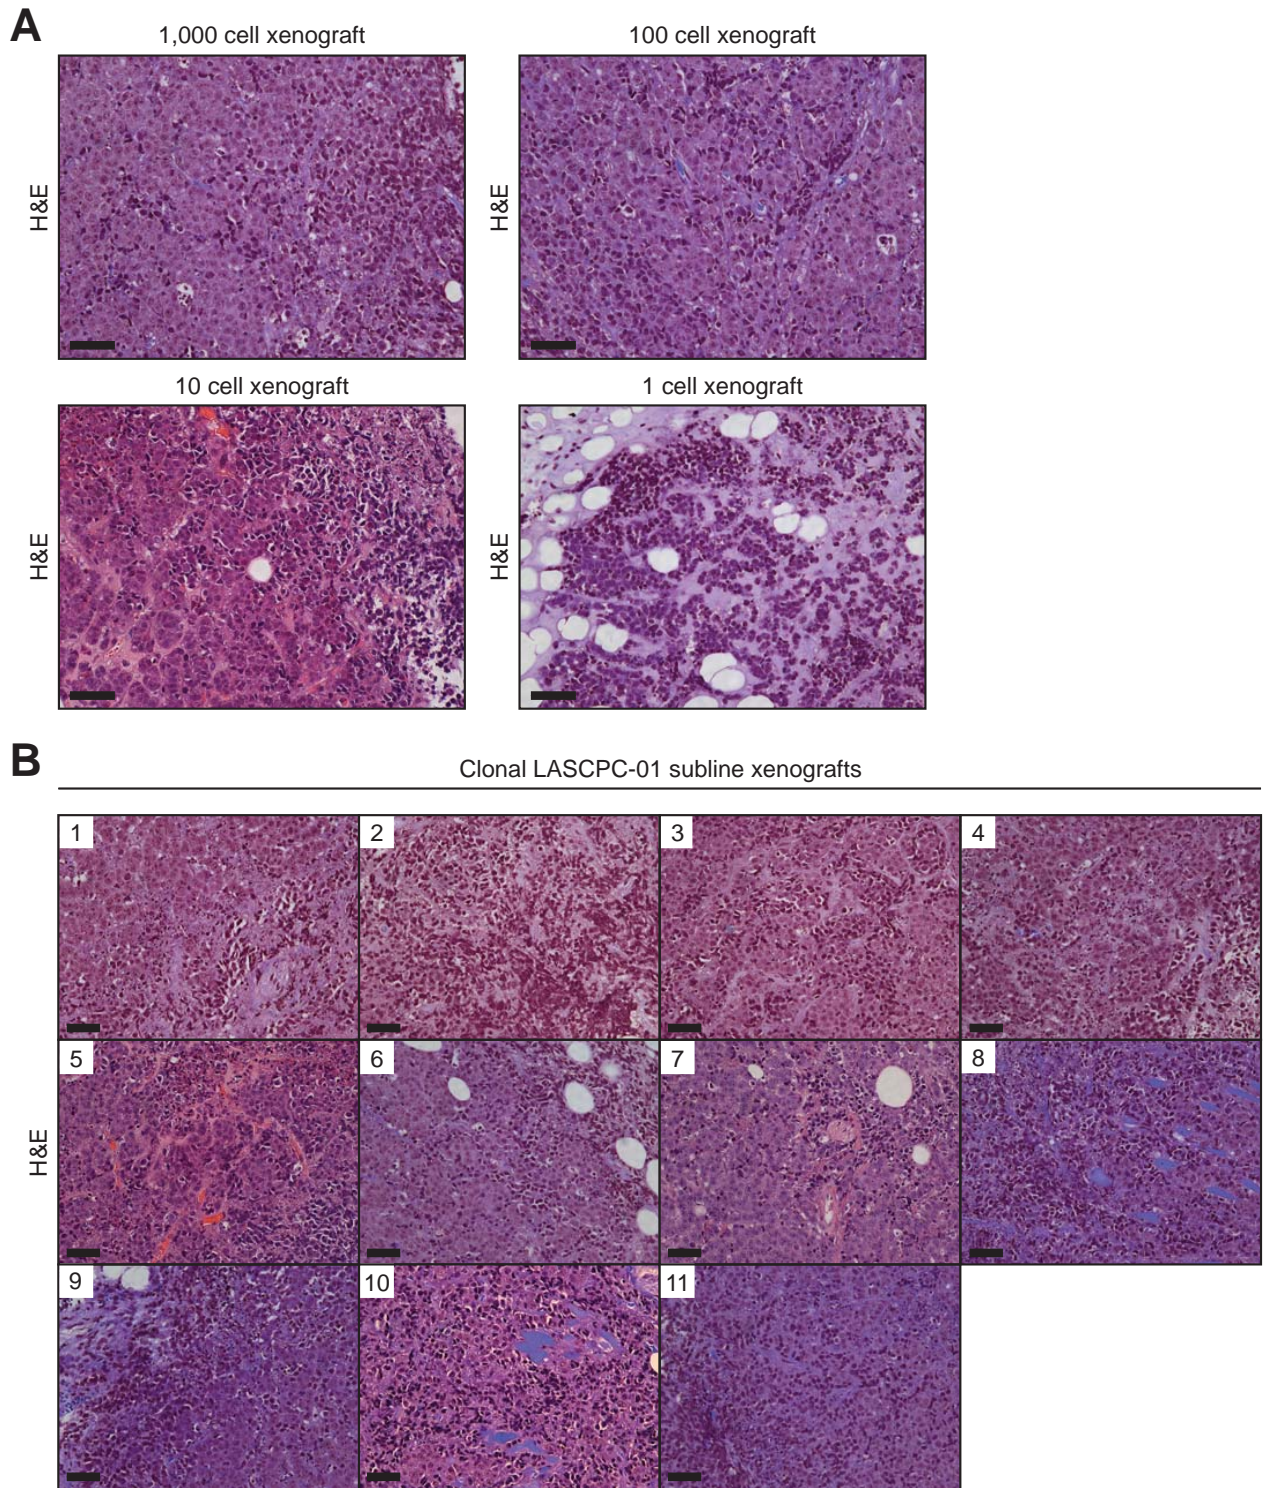 A
1,000 cell xenograft
100 cell xenograft
H&E
H&E
10 cell xenograft
1 cell xenograft
H&E
H&E
B
Clonal LASCPC-01 subline xenografts
1
2
3
4
H&E
5
6
7
8
9
10
11